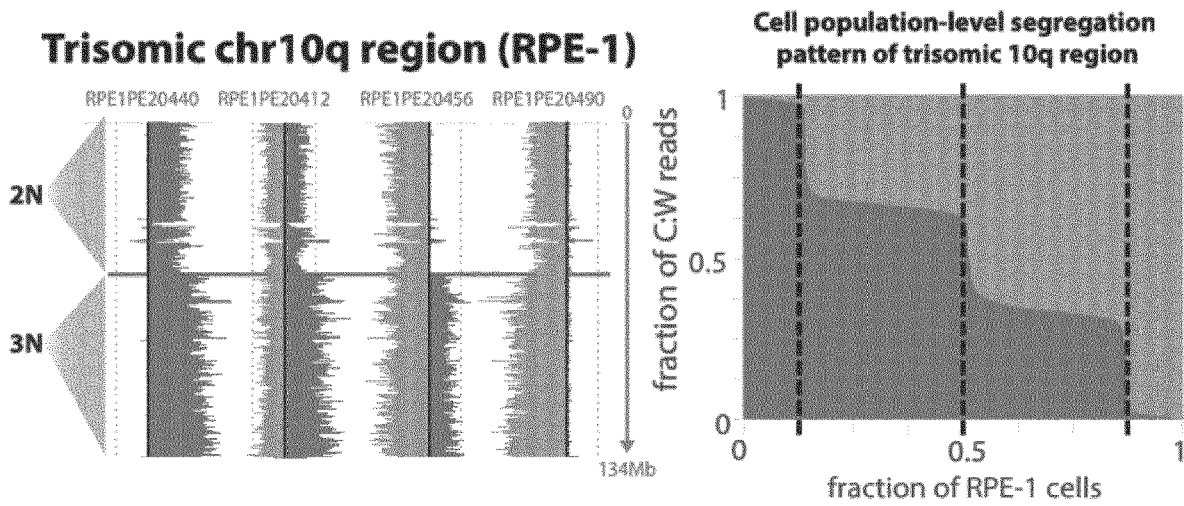 Trisomic chr10q region (RPE-1)
RPE1PE20440 RPE1PE20412 RPE1PE20456 RPE1PE20490
0
2N
3N
134Mb
Cell population-level segregation
pattern of trisomic 10q region
fraction of C:W reads
1
0.5
0
0 0.5 1
fraction of RPE-1 cells